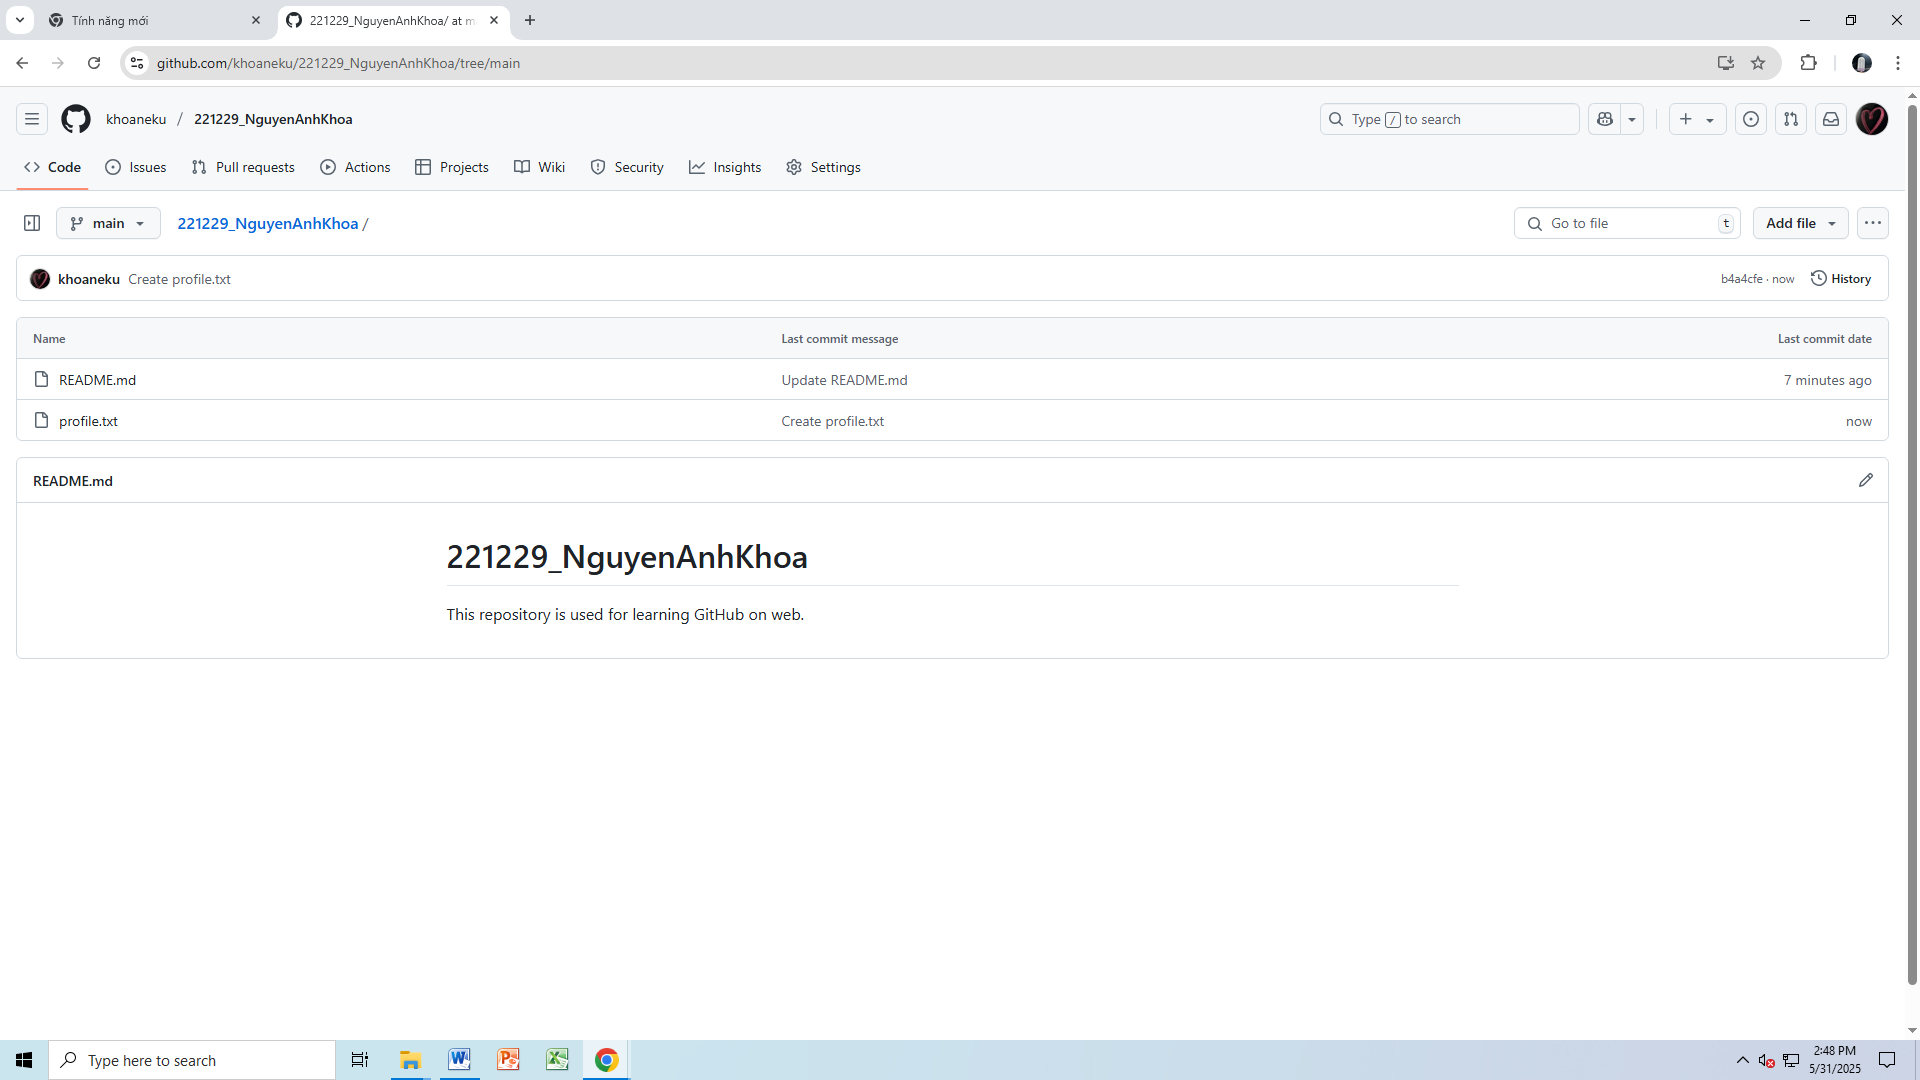 Tính năng mới
221229_NguyenAnhKhoa/ at m
github.com/khoaneku/221229_NguyenAnhKhoa/tree/main
khoaneku / 221229_NguyenAnhKhoa
Type / to search
Code
Issues
Pull requests
Actions
Projects
Wiki
Security
Insights
Settings
main
221229_NguyenAnhKhoa /
Go to file
t
Add file
khoaneku Create profile.txt
b4a4cfe · now
History
Name Last commit message Last commit date
README.md Update README.md 7 minutes ago
profile.txt Create profile.txt now
README.md
221229_NguyenAnhKhoa
This repository is used for learning GitHub on web.
Type here to search
2:48 PM
5/31/2025